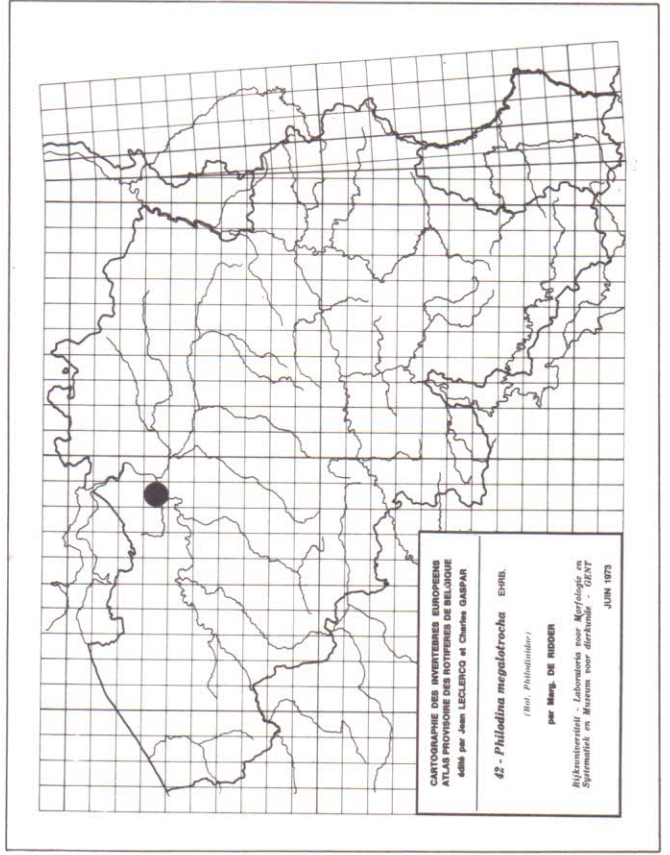 CARTOGRAPHIE DES INVERTEBRES EUROPEENS
ATLAS PROVISOIRE DES ROTIFERES DE BELGIQUE
édité par Jean LECLERCQ et Charles GASPAR
42 - Philodina megalotrocha EHRB.
(Rot. Philodinidae)
par Marg. DE RIDDER
Rijksuniversiteit - Laboratoria voor Morfologie en
Systematiek en Museum voor dierkunde - GENT
JUIN 1973